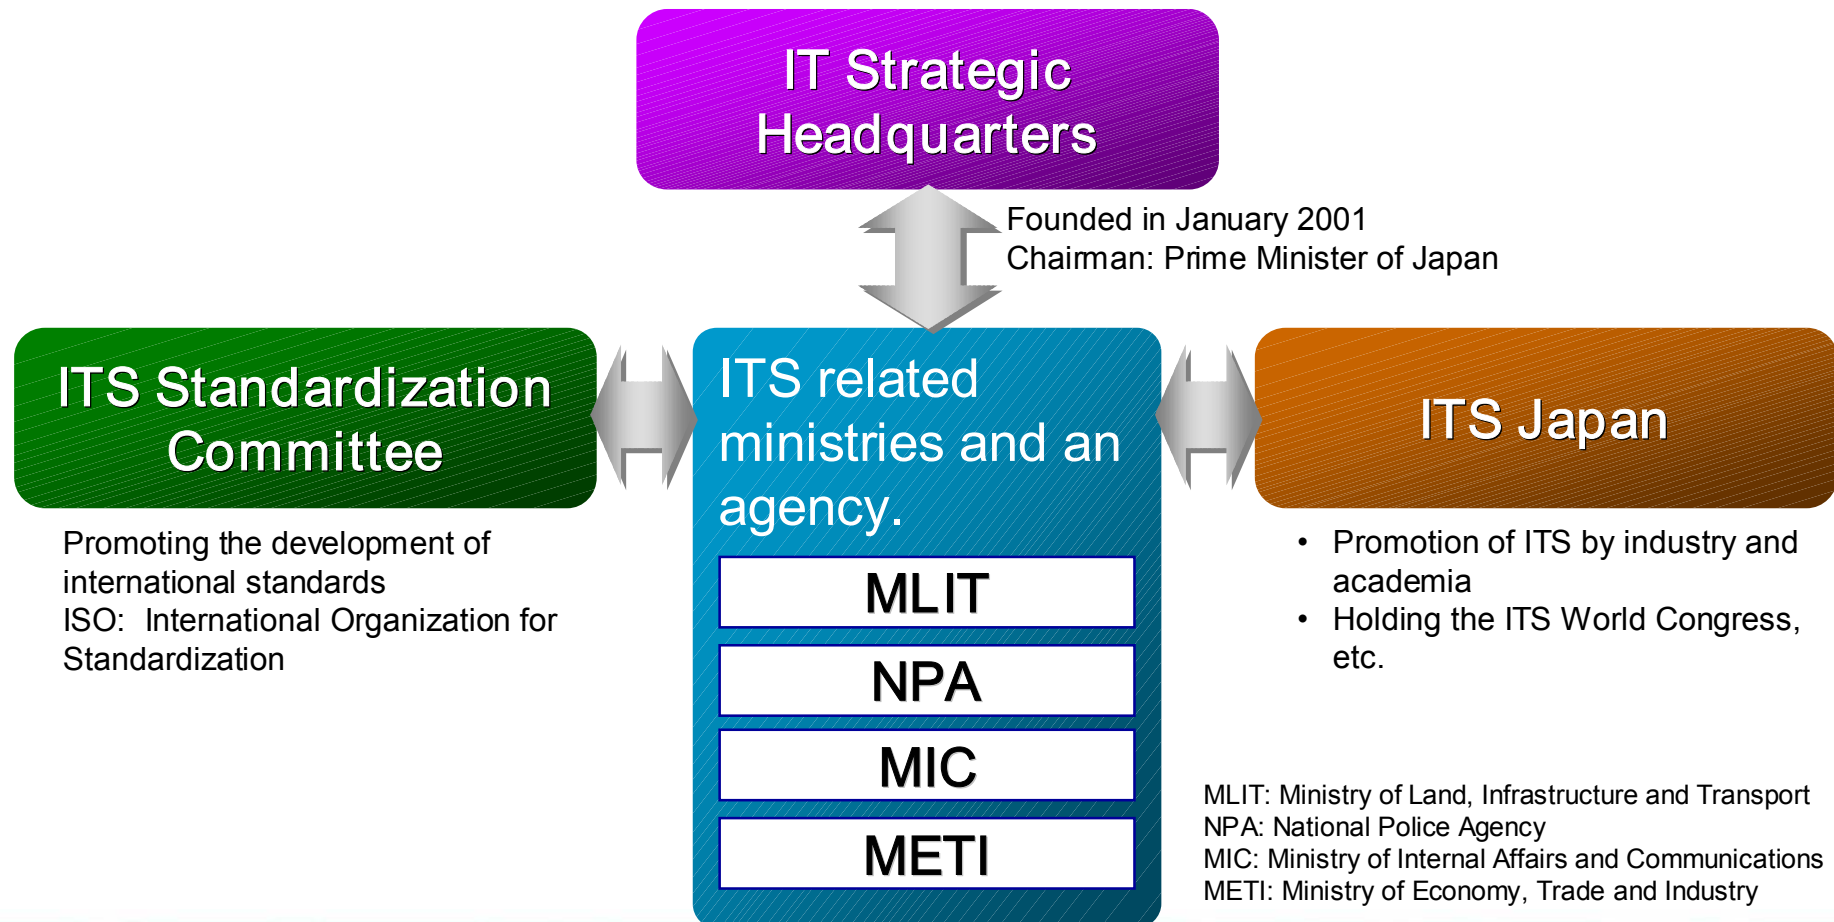 IT Strategic
Headquarters
Founded in January 2001
Chairman: Prime Minister of Japan
ITS Standardization
Committee
Promoting the development of
international standards
ISO:  International Organization for
Standardization
ITS related
ministries and an
agency.
MLIT
NPA
MIC
METI
ITS Japan
• Promotion of ITS by industry and
academia
• Holding the ITS World Congress,
etc.
MLIT: Ministry of Land, Infrastructure and Transport
NPA: National Police Agency
MIC: Ministry of Internal Affairs and Communications
METI: Ministry of Economy, Trade and Industry